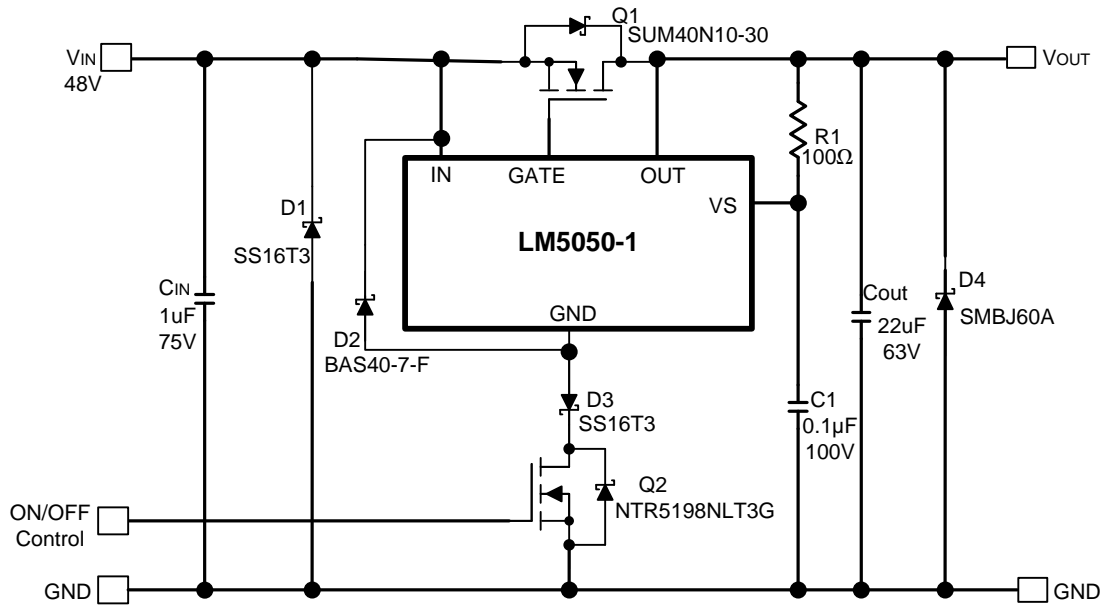 Q1
SUM40N10-30
VIN
48V
VOUT
R1
100Ω
IN
GATE
OUT
VS
LM5050-1
D1
SS16T3
CIN
1uF
75V
GND
D2
BAS40-7-F
Cout
22uF
63V
D4
SMBJ60A
D3
SS16T3
C1
0.1µF
100V
Q2
NTR5198NLT3G
ON/OFF
Control
GND
GND